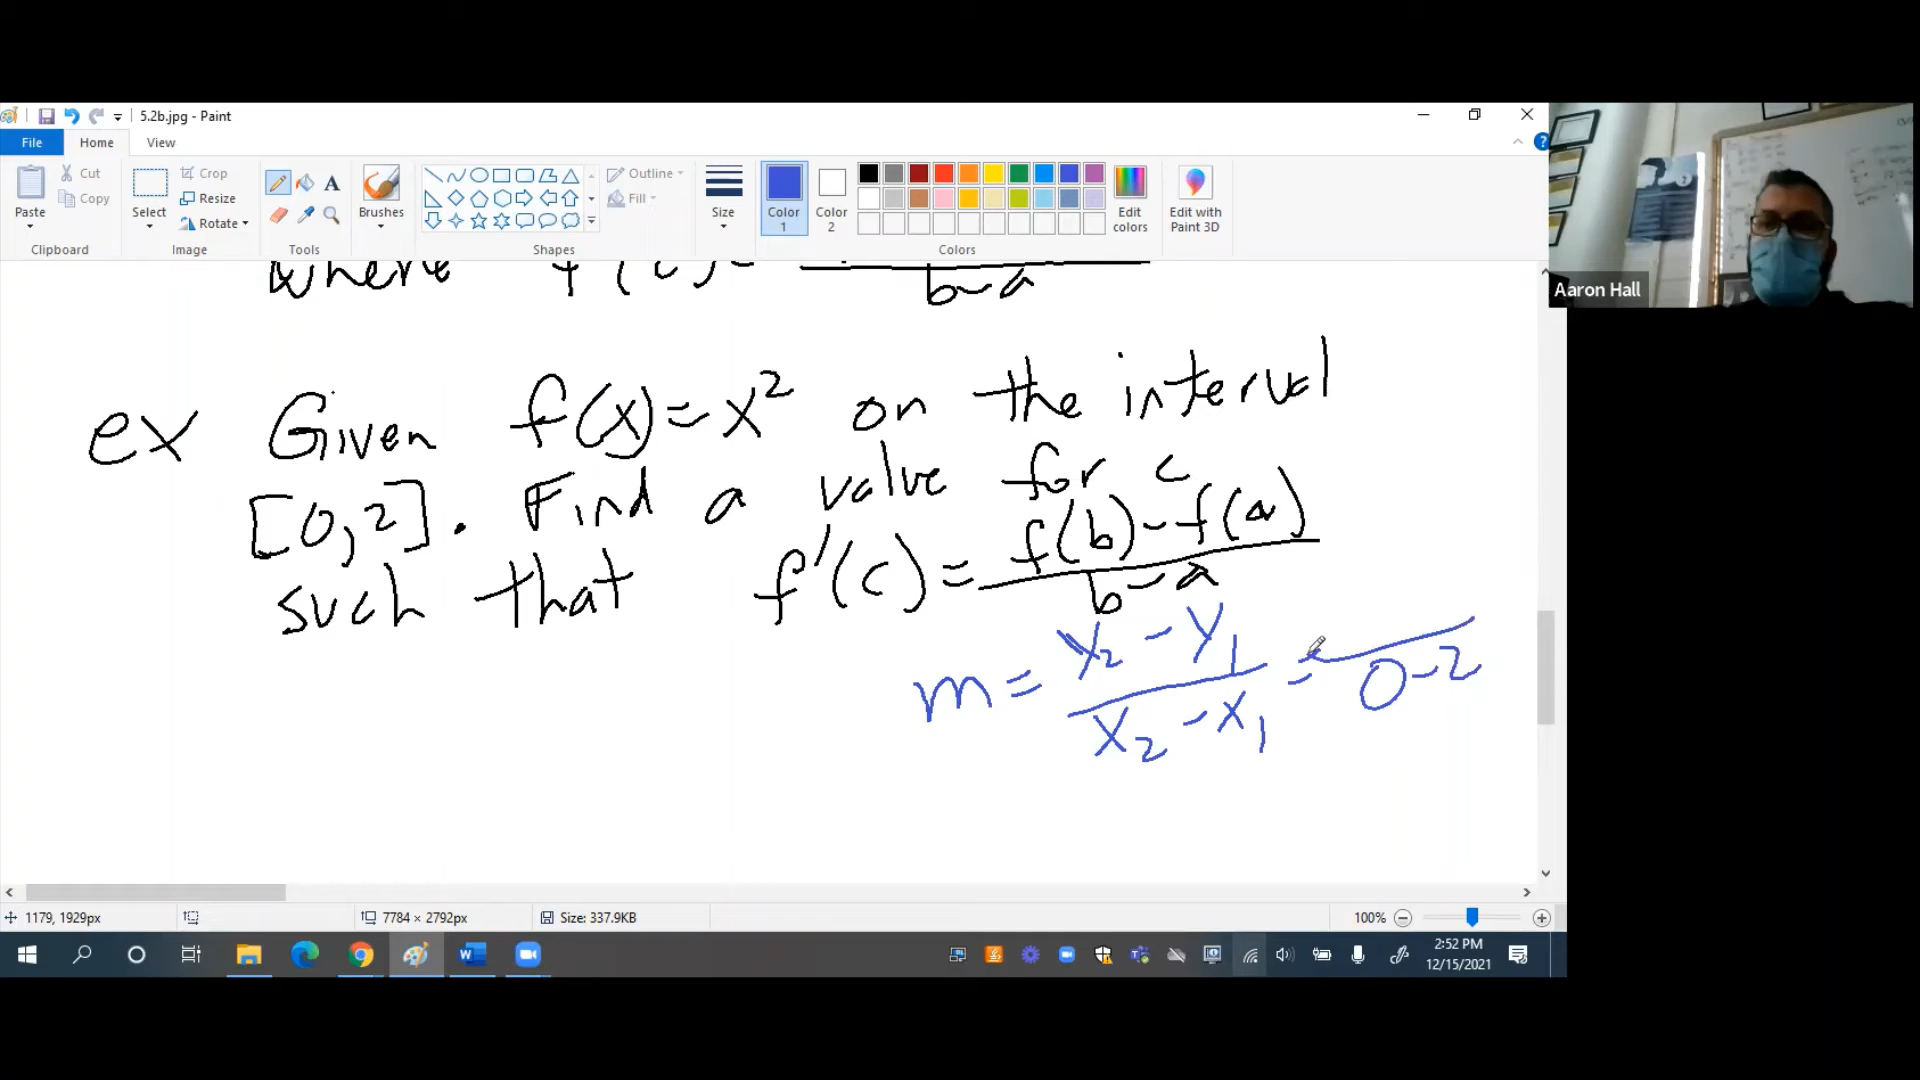 5.2b.jpg - Paint
File Home View
Paste Cut Copy Clipboard
Select Crop Resize Rotate Image
Tools
Brushes
Outline Fill Shapes
Size
Color 1 Color 2 Edit colors Colors
Edit with Paint 3D
Aaron Hall
where f'(c) =
b-a
ex Given f(x) = x² on the interval
[0,2]. Find a value for c
such that f'(c) = f(b)-f(a)
b-a
m = y₂ - y₁ =
x₂ - x₁ 0-2
1179, 1929px 7784 × 2792px Size: 337.9KB 100%
2:52 PM
12/15/2021